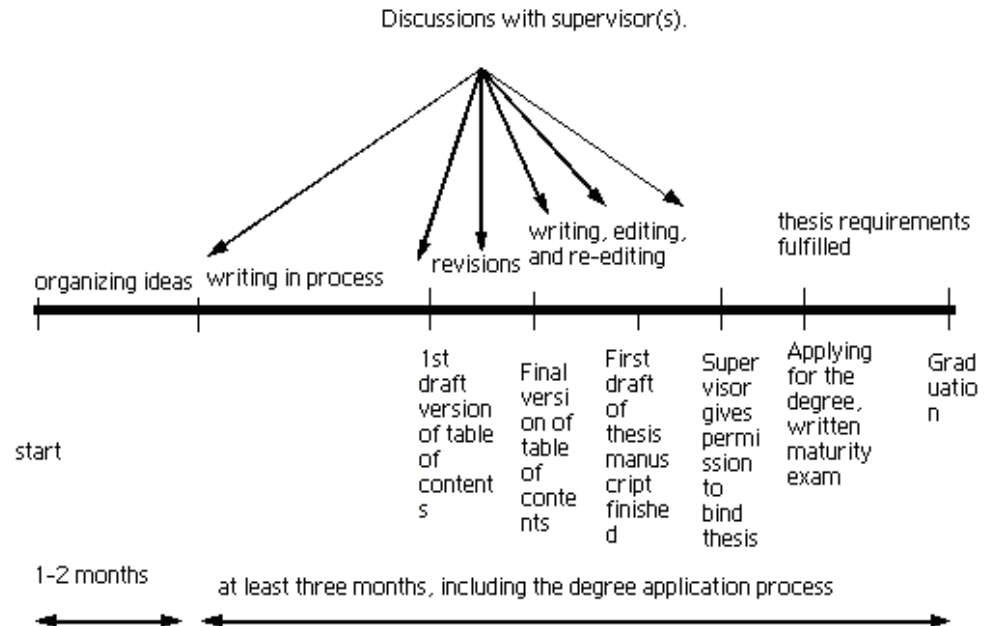 Discussions with supervisor(s).
writing, editing,
and re-editing
thesis requirements
fulfilled
organizing ideas
writing in process
revisions
1st
draft
version
of table
of
content
s
Final
versi
on of
table
of
conte
nts
First
draft
of
thesis
manus
cript
finishe
d
Super
visor
gives
permi
ssion
to
bind
thesis
Applying
for the
degree,
written
maturity
exam
Grad
uatio
n
start
1-2 months
at least three months, including the degree application process